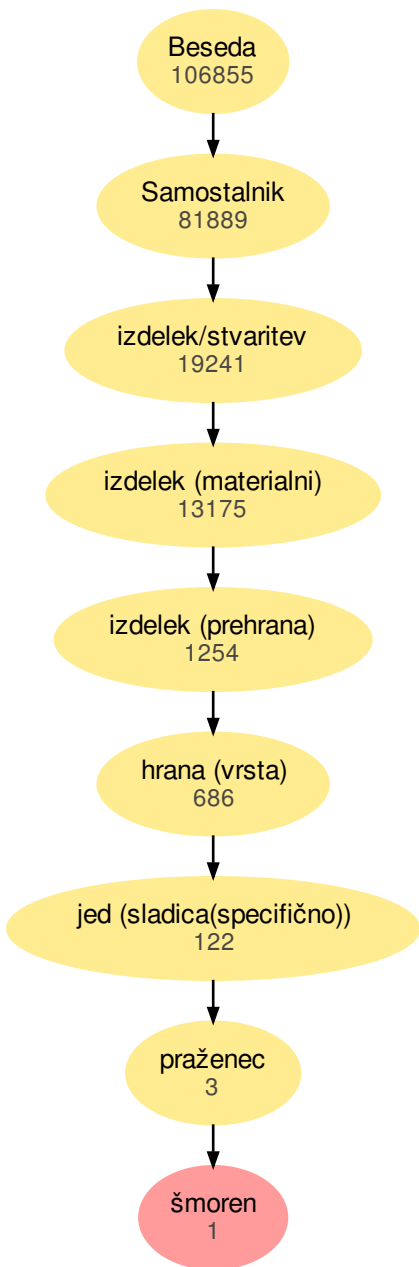 Beseda
106855
Samostalnik
81889
izdelek/stvaritev
19241
izdelek (materialni)
13175
izdelek (prehrana)
1254
hrana (vrsta)
686
jed (sladica(specifično))
122
praženec
3
šmoren
1